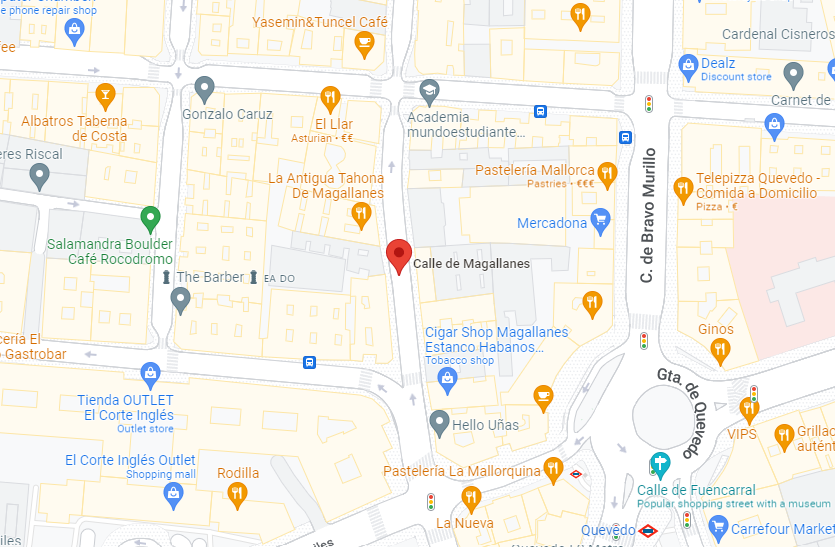 e phone repair shop
fee
Yasemin&Tuncel Café
Cardenal Cisneros
Dealz
Discount store
Carnet de
Albatros Taberna
de Costa
Gonzalo Caruz
El Llar
Asturian • €€
Academia
mundoestudiante...
eres Riscal
La Antigua Tahona
De Magallanes
Pastelería Mallorca
Pastries • €€€
Mercadona
C. de Bravo Murillo
Telepizza Quevedo -
Comida a Domicilio
Pizza • €
Salamandra Boulder
Café Rocodromo
The Barber
EA DO
Calle de Magallanes
cería El
Gastrobar
Cigar Shop Magallanes
Estanco Habanos...
Tobacco shop
Ginos
Gta. de Quevedo
Tienda OUTLET
El Corte Inglés
Outlet store
Hello Uñas
VIPS
Grillac
autént
El Corte Inglés Outlet
Shopping mall
Rodilla
Pastelería La Mallorquina
La Nueva
Calle de Fuencarral
Popular shopping street with a museum
Quevedo
Carrefour Market